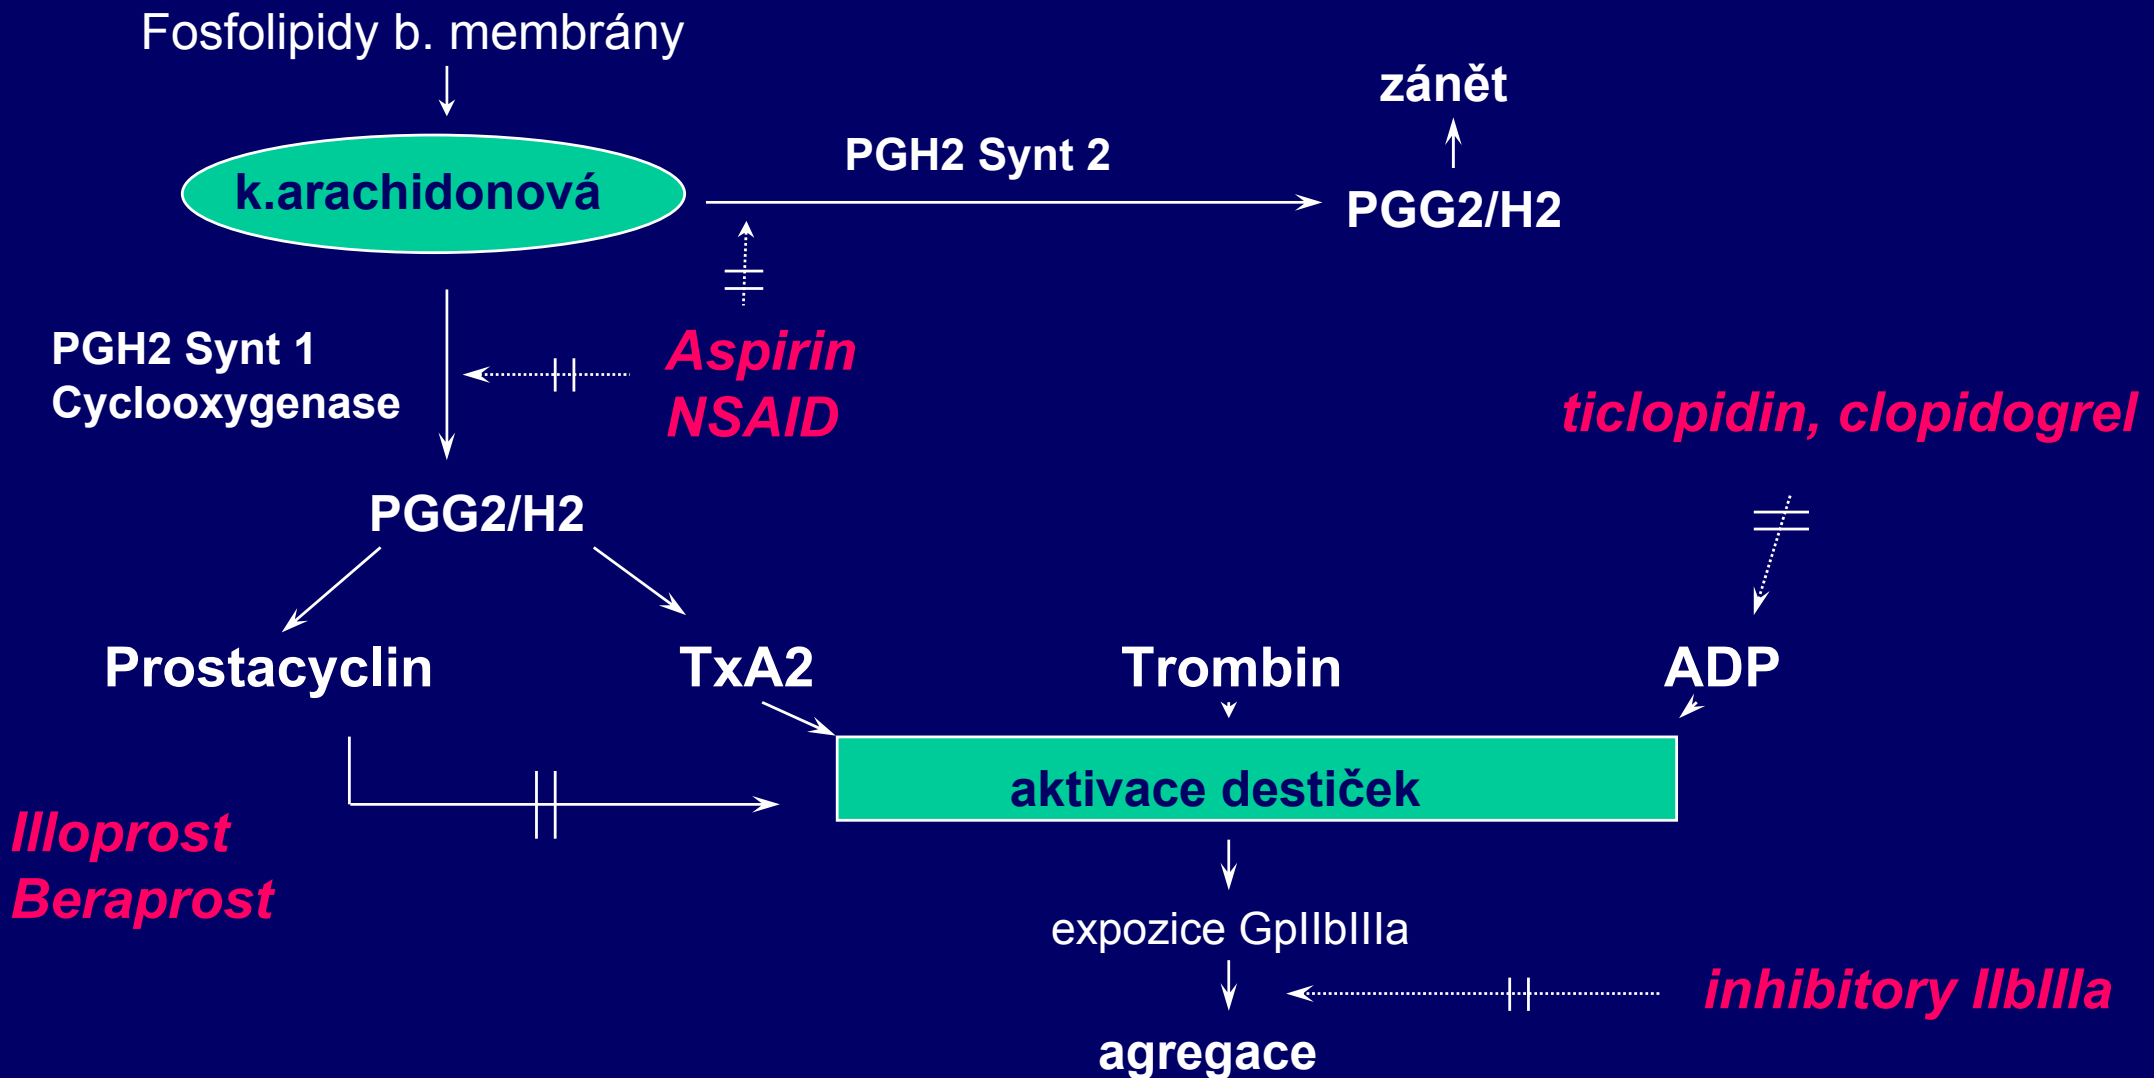 Fosfolipidy b. membrány
zánět
PGH2 Synt 2
k.arachidonová
PGG2/H2
PGH2 Synt 1
Cyclooxygenase
Aspirin
NSAID
ticlopidin, clopidogrel
PGG2/H2
Prostacyclin
TxA2
Trombin
ADP
aktivace destiček
Illoprost
Beraprost
expozice GpIIbIIIa
inhibitory IIbIIIa
agregace